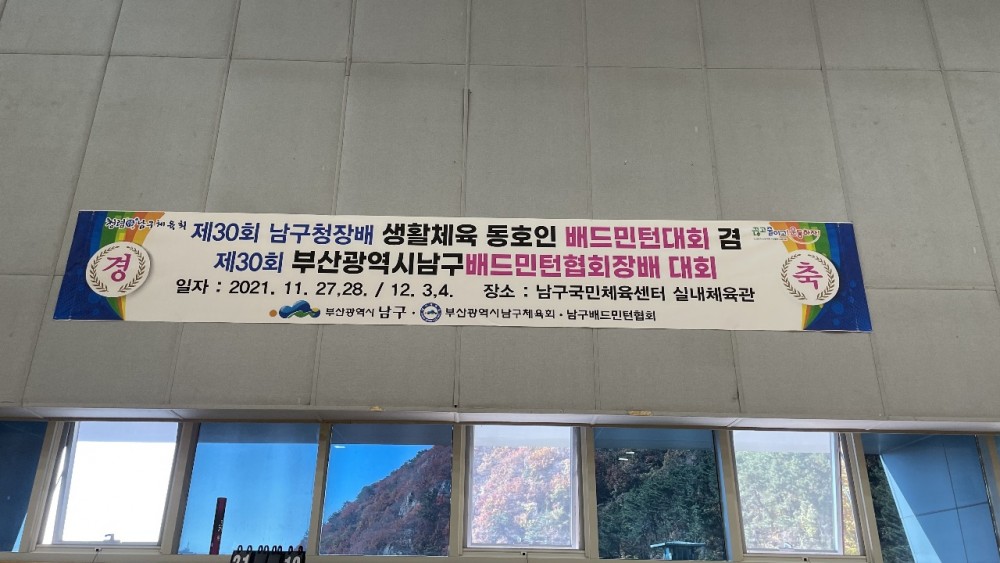 제30회 남구청장배 생활체육 동호인 배드민턴대회 겸
제30회 부산광역시남구배드민턴협회장배 대회
경
축
일자 : 2021. 11. 27,28. / 12. 3,4. 장소 : 남구국민체육센터 실내체육관
부산광역시 남구 · 부산광역시남구체육회 · 남구배드민턴협회